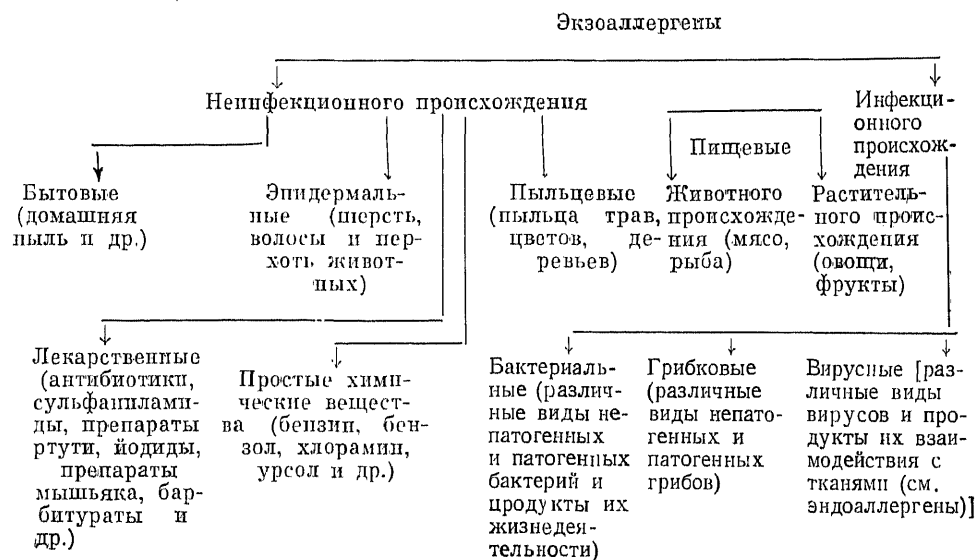 Экзоаллергены
Неинфекционного происхождения
Инфекци-
онного
происхож-
дения
Пищевые
Бытовые
(домашняя
пыль и др.)
Эпидермаль-
ные (шерсть,
волосы и пер-
хоть живот-
ных)
Пыльцевые
(пыльца трав,
цветов, де-
ревьев)
Животного
происхожде-
ния (мясо,
рыба)
Раститель-
ного проис-
хождения
(овощи,
фрукты)
Лекарственные
(антибиотики,
сульфанилами-
ды, препараты
ртути, йодиды,
препараты
мышьяка, бар-
битураты и
др.)
Простые хими-
ческие вещест-
ва (бензин, бен-
зол, хлорамин,
урсол и др.)
Бактериаль-
ные (различ-
ные виды не-
патогенных
и патогенных
бактерий и
продукты их
жизнедея-
тельности)
Грибковые
(различные
виды непато-
генных и
патогенных
грибов)
Вирусные [раз-
личные виды
вирусов и про-
дукты их взаи-
модействия с
тканями (см.
эндоаллергены)]